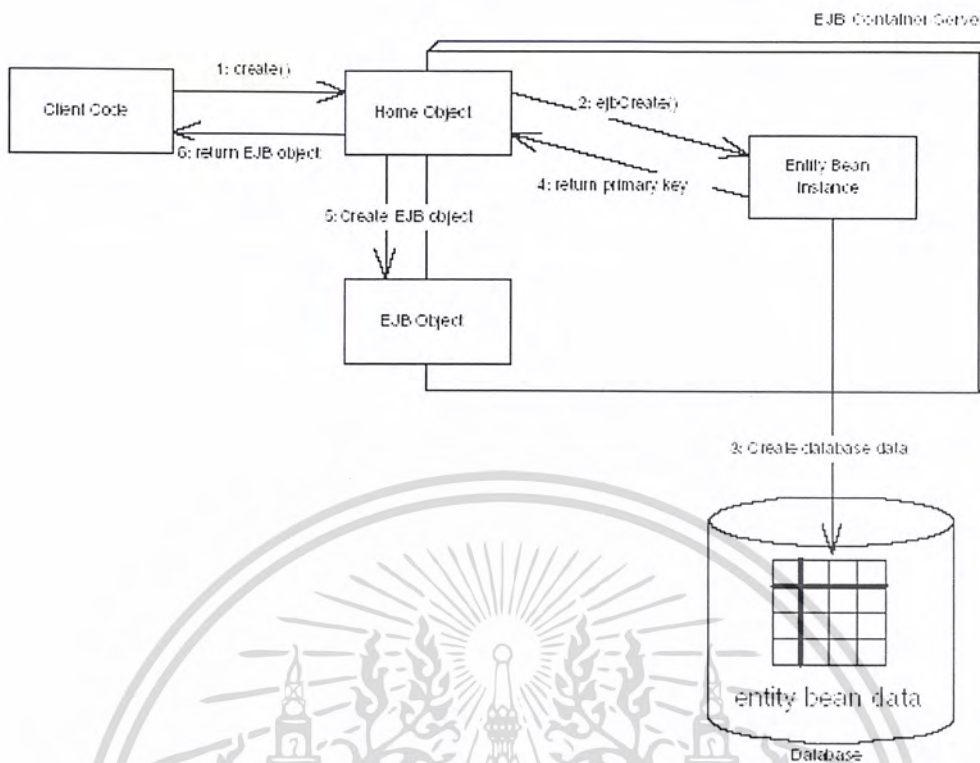 EJB Container Server
1: create()
Client Code
Home Object
2: ejbCreate()
6: return EJB object
4: return primary key
Entity Bean
Instance
5: Create EJB object
EJB Object
3: Create database data
entity bean data
Database